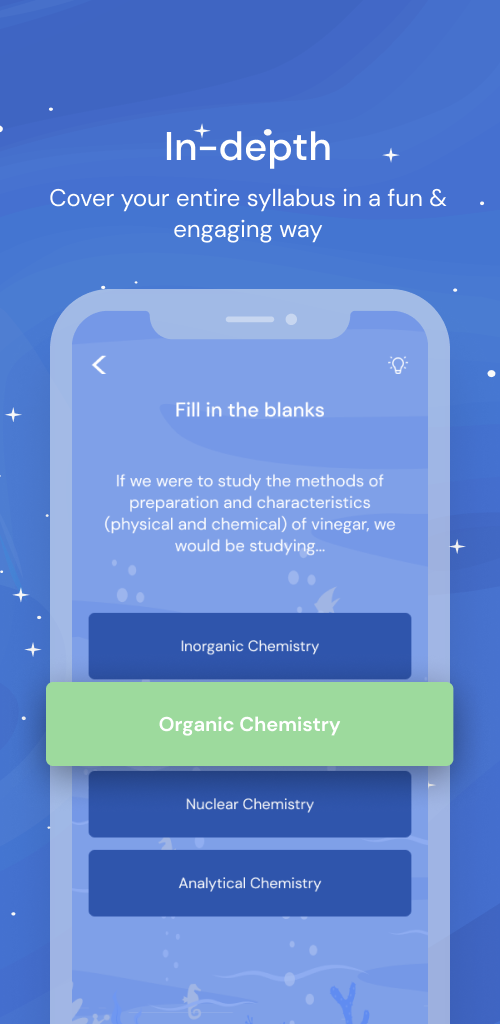 In-depth
Cover your entire syllabus in a fun &
engaging way
Fill in the blanks
If we were to study the methods of
preparation and characteristics
(physical and chemical) of vinegar, we
would be studying...
Inorganic Chemistry
Organic Chemistry
Nuclear Chemistry
Analytical Chemistry